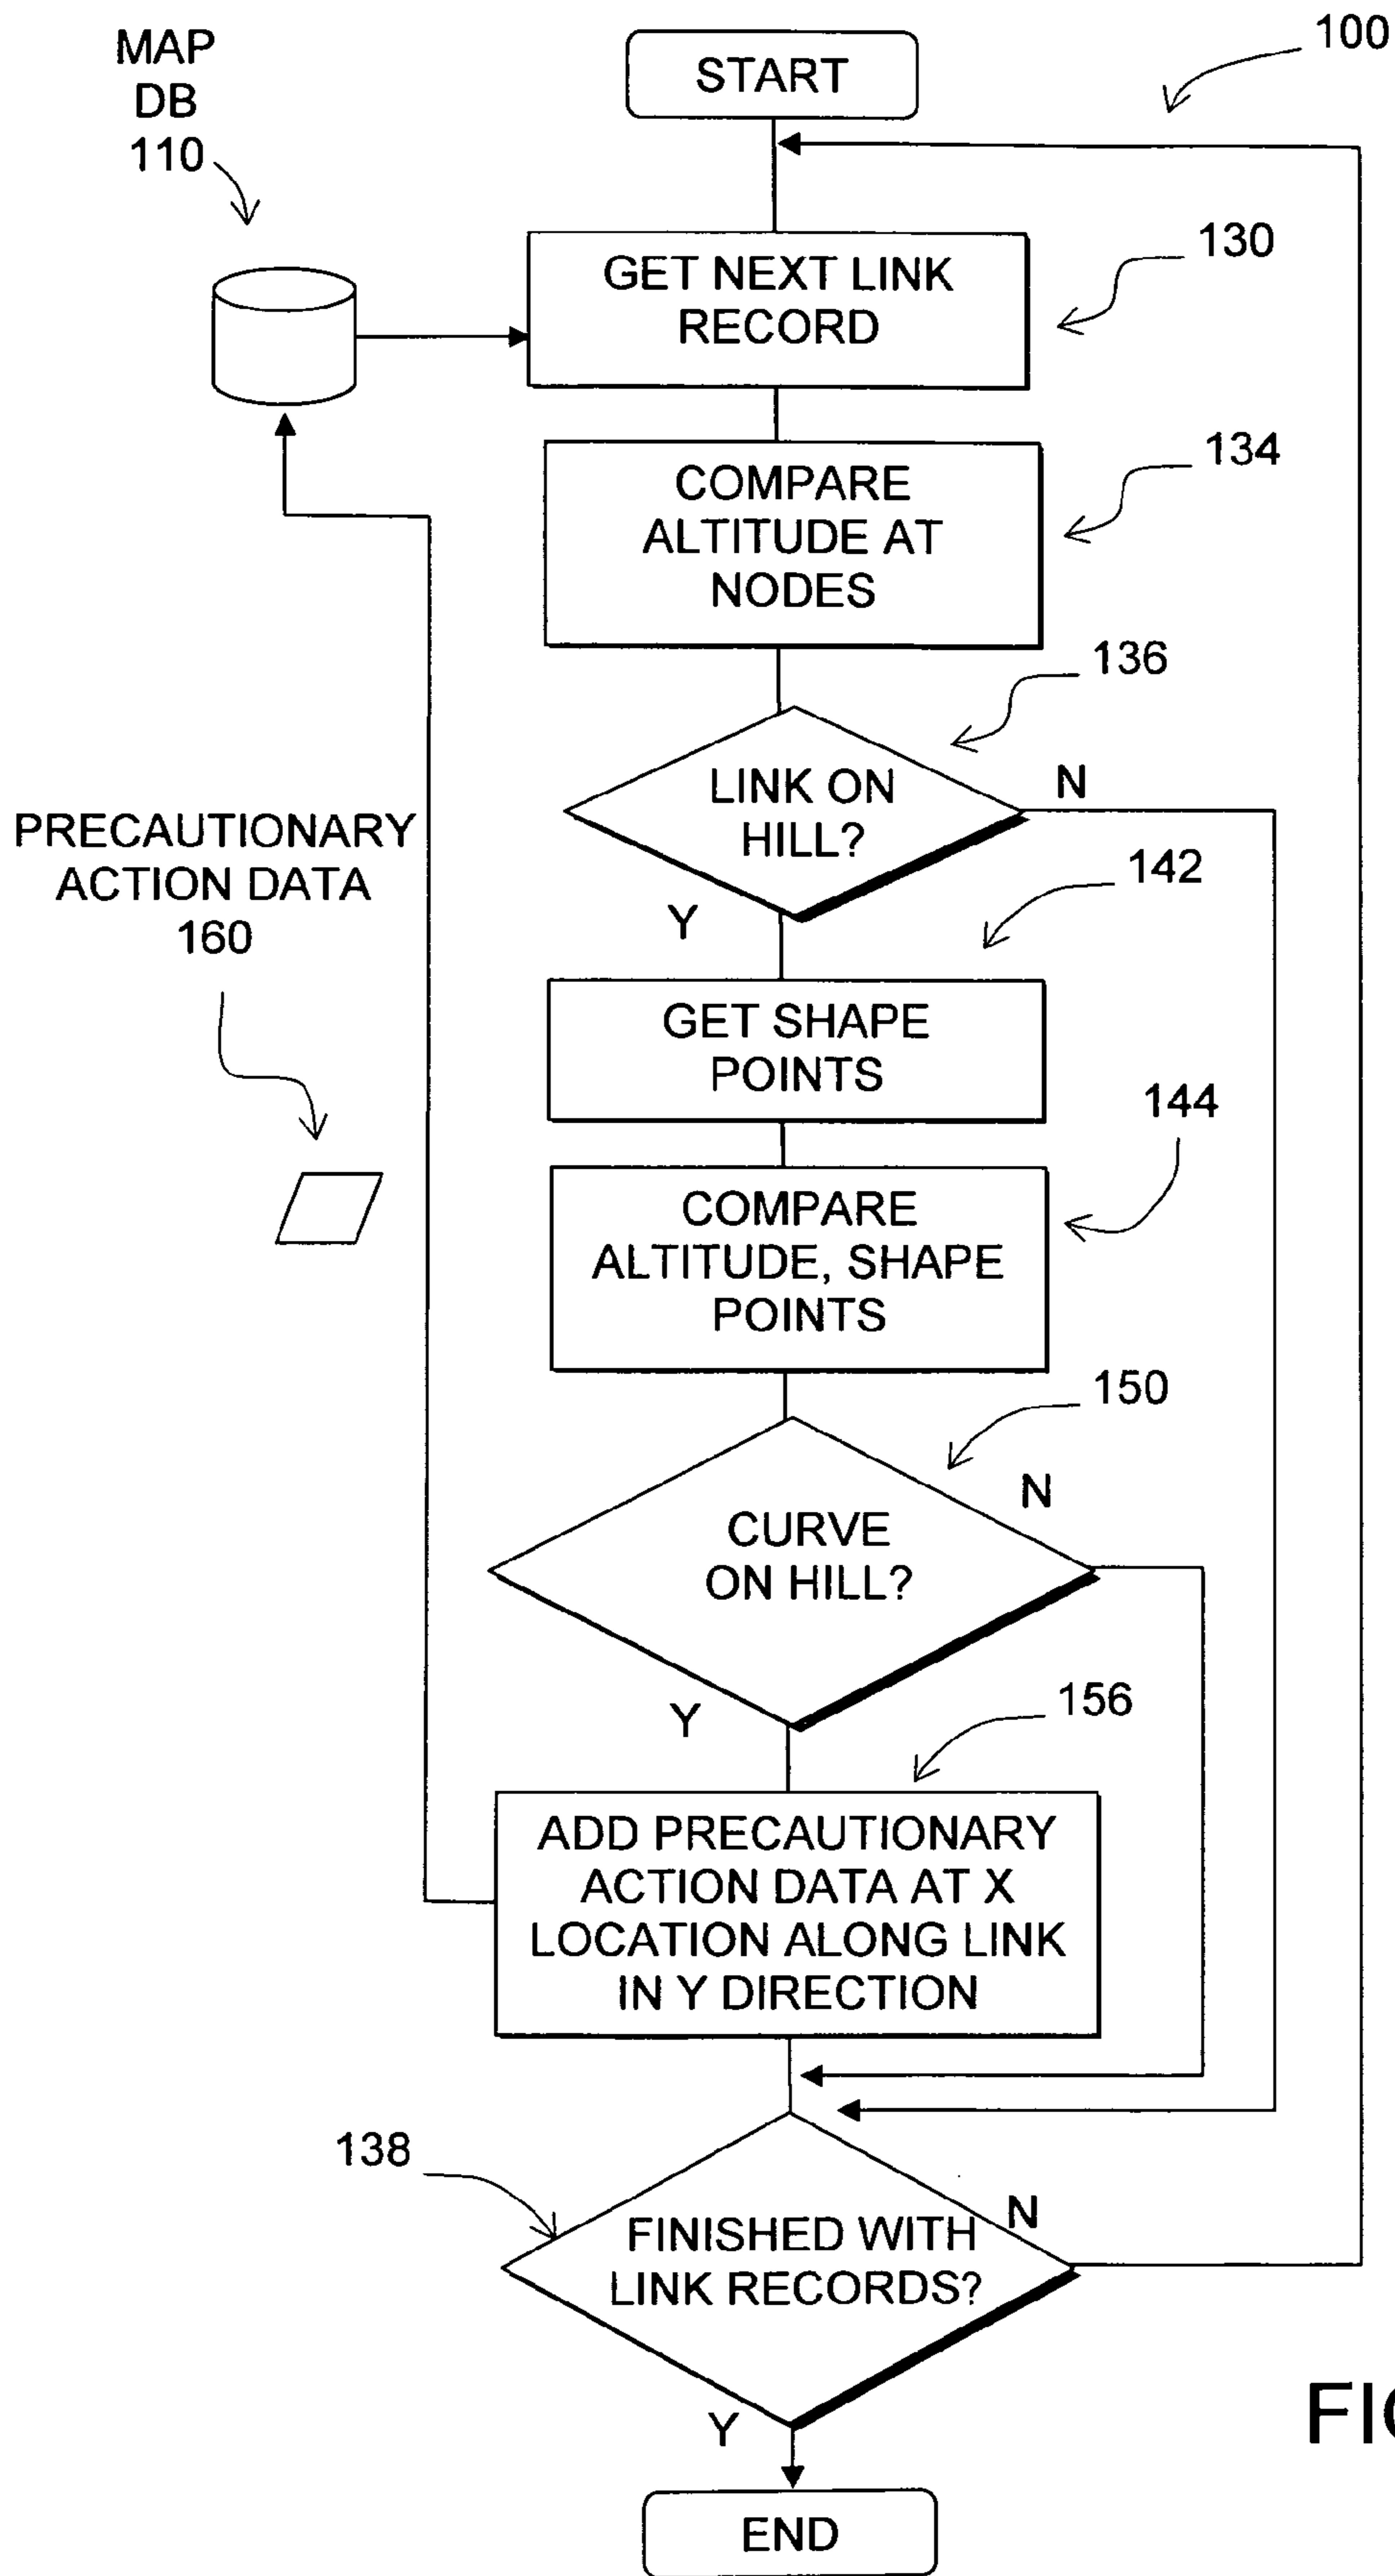 MAP
DB
110
START
100
GET NEXT LINK
RECORD
130
COMPARE
ALTITUDE AT
NODES
134
136
LINK ON
HILL?
N
Y
PRECAUTIONARY
ACTION DATA
160
142
GET SHAPE
POINTS
144
COMPARE
ALTITUDE, SHAPE
POINTS
150
CURVE
ON HILL?
N
Y
156
ADD PRECAUTIONARY
ACTION DATA AT X
LOCATION ALONG LINK
IN Y DIRECTION
138
FINISHED WITH
LINK RECORDS?
N
Y
END